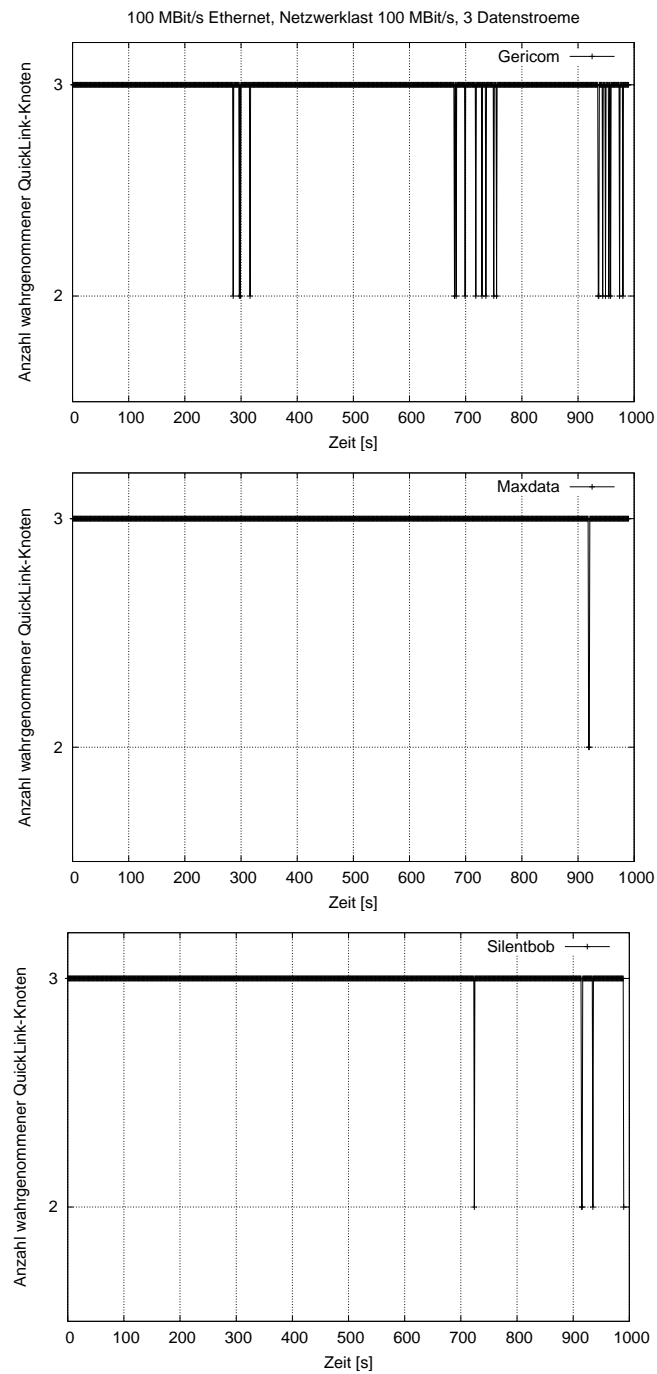 100 MBit/s Ethernet, Netzwerklast 100 MBit/s, 3 Datenstroeme
Gericom
Anzahl wahrgenommener QuickLink-Knoten
3
2
0 100 200 300 400 500 600 700 800 900 1000
Zeit [s]
Maxdata
Anzahl wahrgenommener QuickLink-Knoten
3
2
0 100 200 300 400 500 600 700 800 900 1000
Zeit [s]
Silentbob
Anzahl wahrgenommener QuickLink-Knoten
3
2
0 100 200 300 400 500 600 700 800 900 1000
Zeit [s]